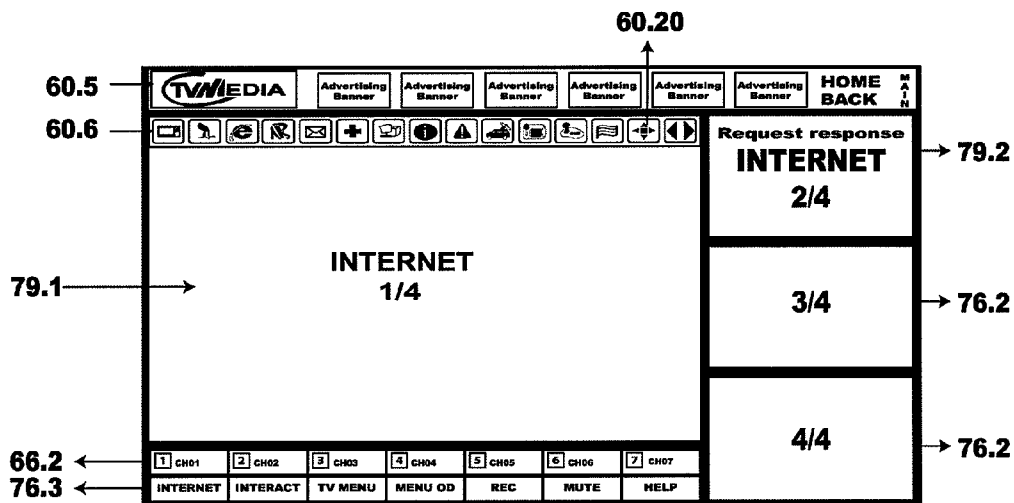 60.20
60.5
TVMEDIA
Advertising Banner
Advertising Banner
Advertising Banner
Advertising Banner
Advertising Banner
Advertising Banner
HOME
BACK
MAIN
60.6
Request response
INTERNET
2/4
79.2
INTERNET
1/4
79.1
3/4
76.2
4/4
76.2
66.2
1 CH01
2 CH02
3 CH03
4 CH04
5 CH05
6 CH06
7 CH07
76.3
INTERNET
INTERACT
TV MENU
MENU OD
REC
MUTE
HELP